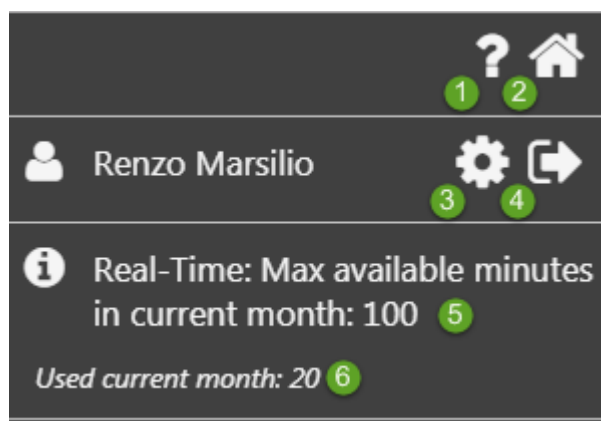 ?
1 2
Renzo Marsilio
3 4
i Real-Time: Max available minutes
in current month: 100 5
Used current month: 20 6